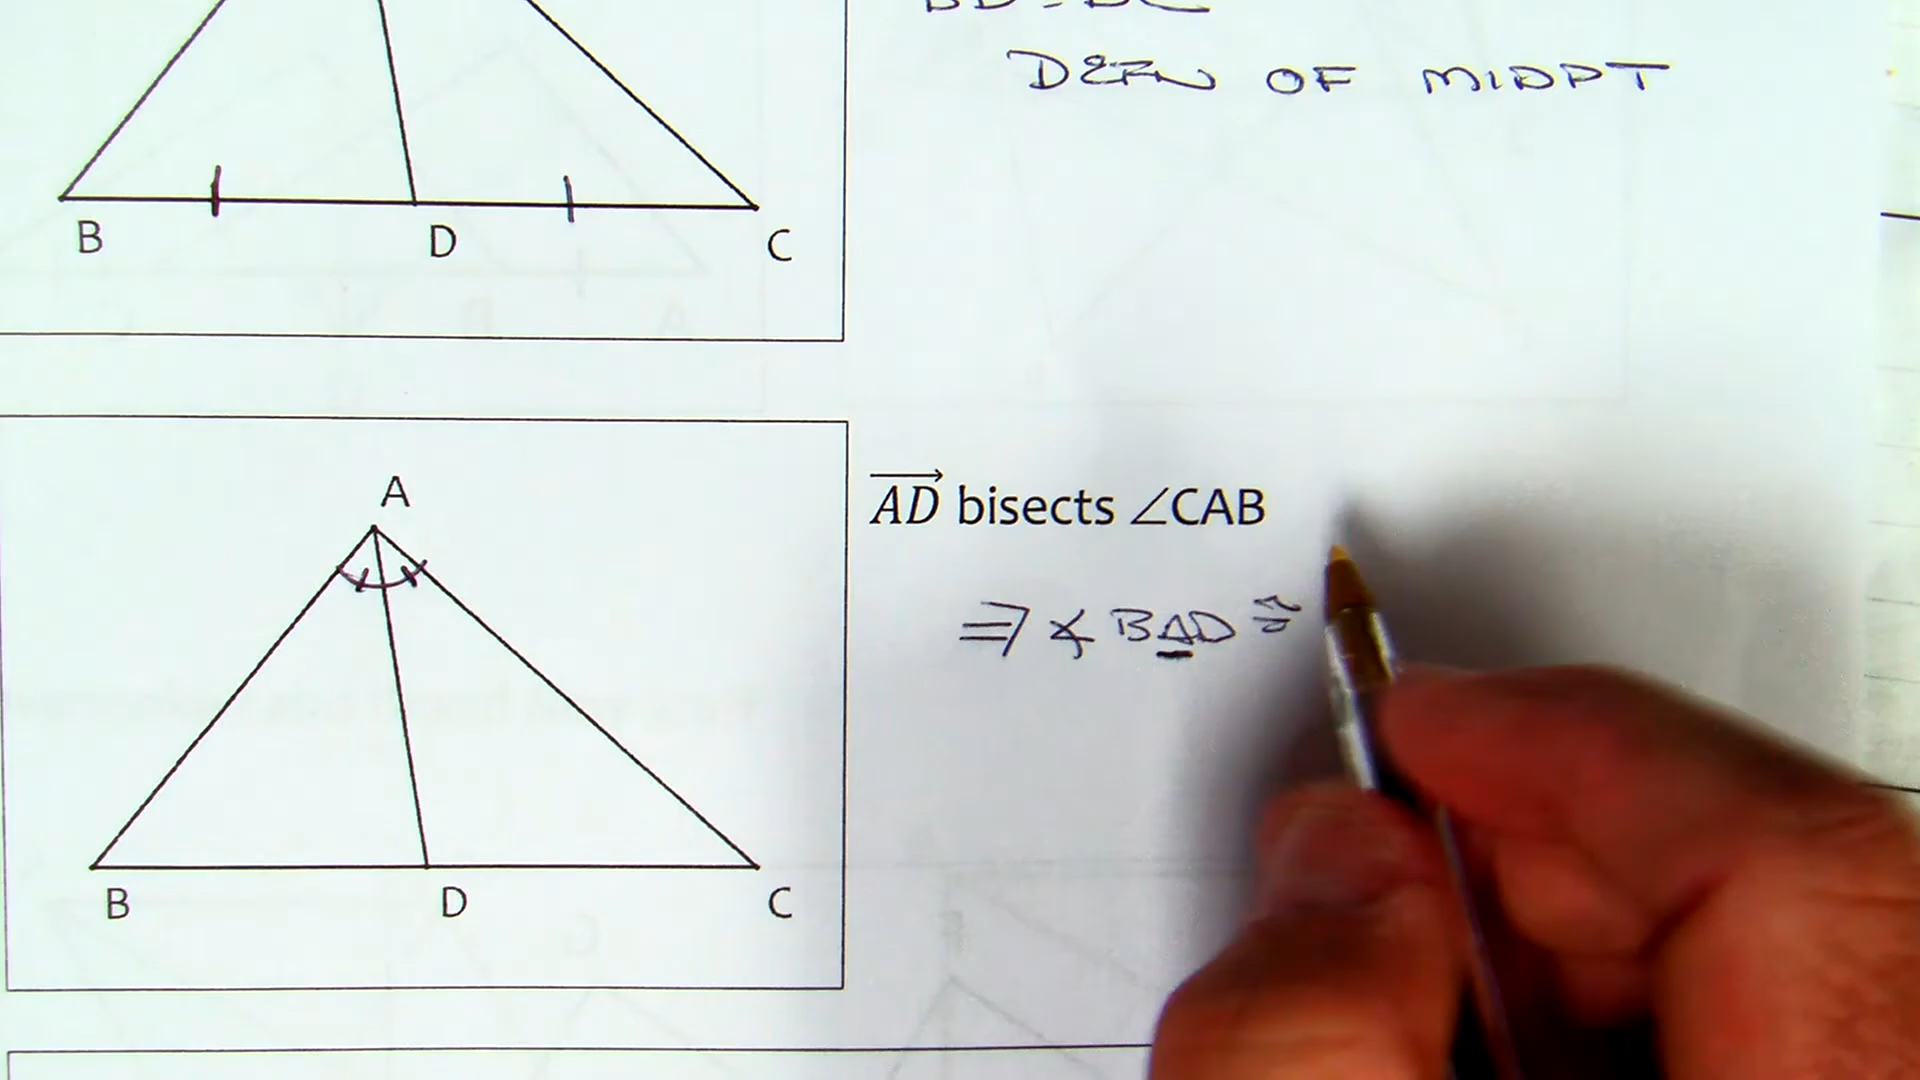 DEFN OF MIDPT
B D C
A
AD bisects ∠CAB
⇒ ∡ BAD ≅
B D C